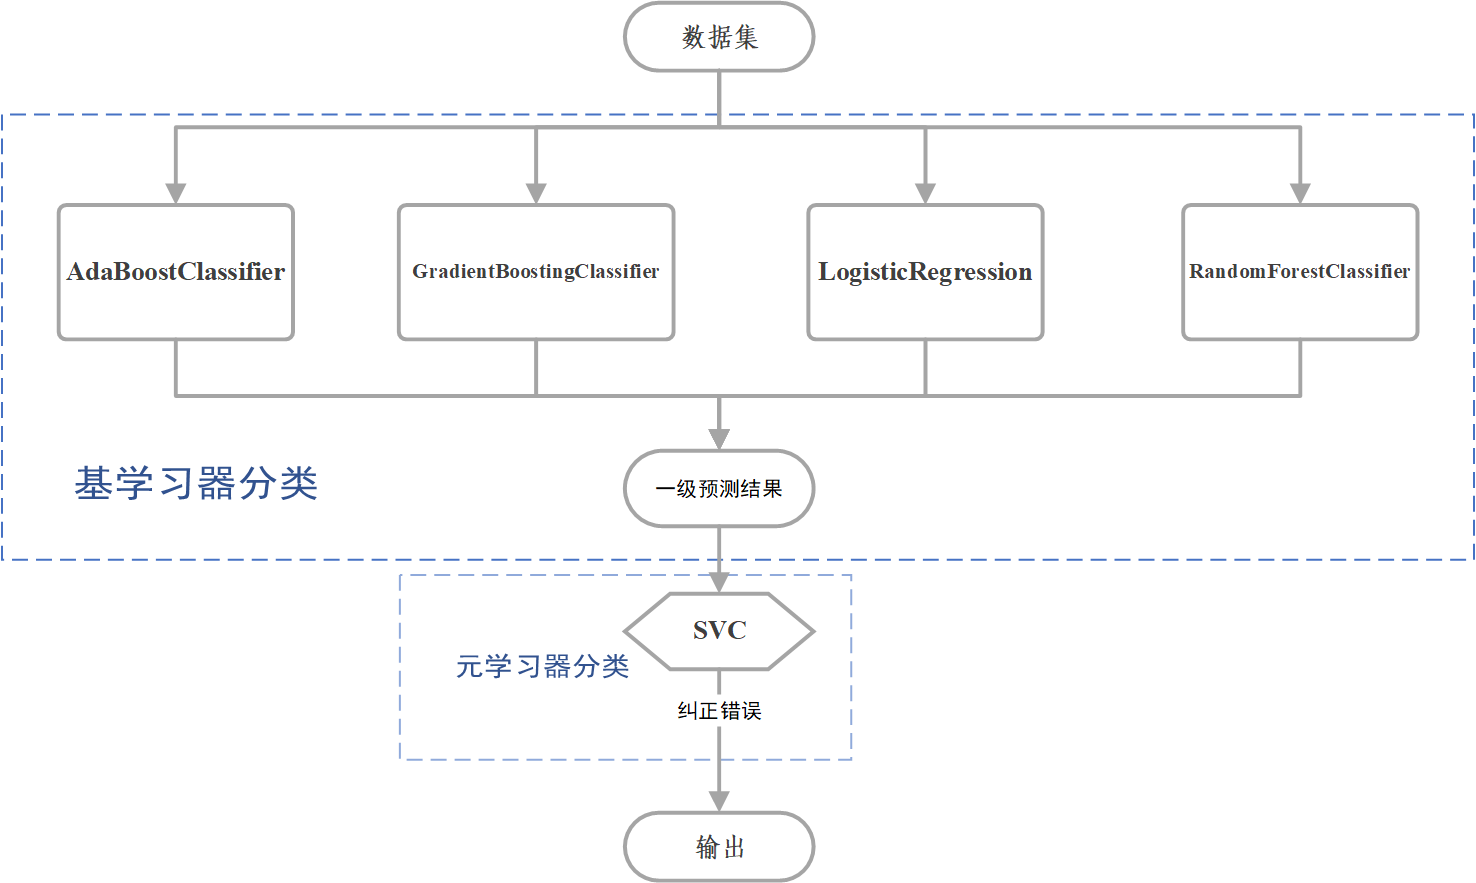 数据集
AdaBoostClassifier
GradientBoostingClassifier
LogisticRegression
RandomForestClassifier
基学习器分类
一级预测结果
SVC
元学习器分类
纠正错误
输出